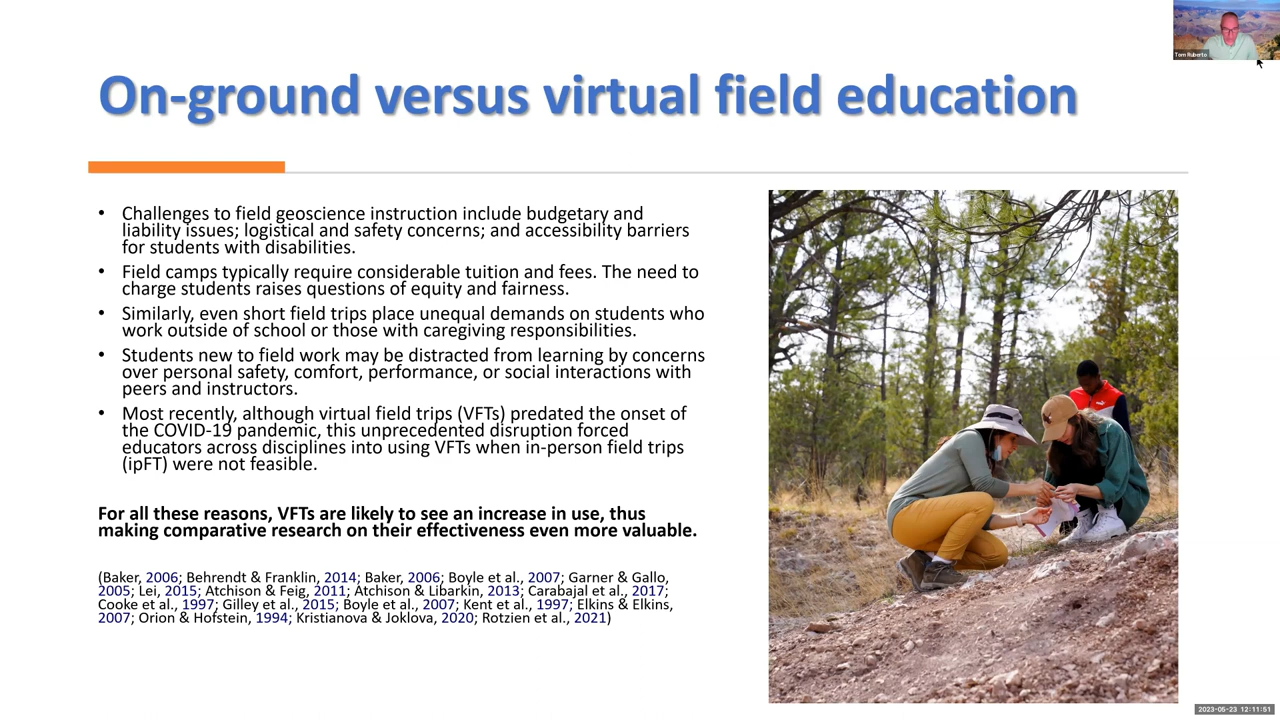 Tom Ruberto
On-ground versus virtual field education
• Challenges to field geoscience instruction include budgetary and
liability issues; logistical and safety concerns; and accessibility barriers
for students with disabilities.
• Field camps typically require considerable tuition and fees. The need to
charge students raises questions of equity and fairness.
• Similarly, even short field trips place unequal demands on students who
work outside of school or those with caregiving responsibilities.
• Students new to field work may be distracted from learning by concerns
over personal safety, comfort, performance, or social interactions with
peers and instructors.
• Most recently, although virtual field trips (VFTs) predated the onset of
the COVID-19 pandemic, this unprecedented disruption forced
educators across disciplines into using VFTs when in-person field trips
(ipFT) were not feasible.
For all these reasons, VFTs are likely to see an increase in use, thus
making comparative research on their effectiveness even more valuable.
(Baker, 2006; Behrendt & Franklin, 2014; Baker, 2006; Boyle et al., 2007; Garner & Gallo,
2005; Lei, 2015; Atchison & Feig, 2011; Atchison & Libarkin, 2013; Carabajal et al., 2017;
Cooke et al., 1997; Gilley et al., 2015; Boyle et al., 2007; Kent et al., 1997; Elkins & Elkins,
2007; Orion & Hofstein, 1994; Kristianova & Joklova, 2020; Rotzien et al., 2021)
2023-05-23 12:11:51